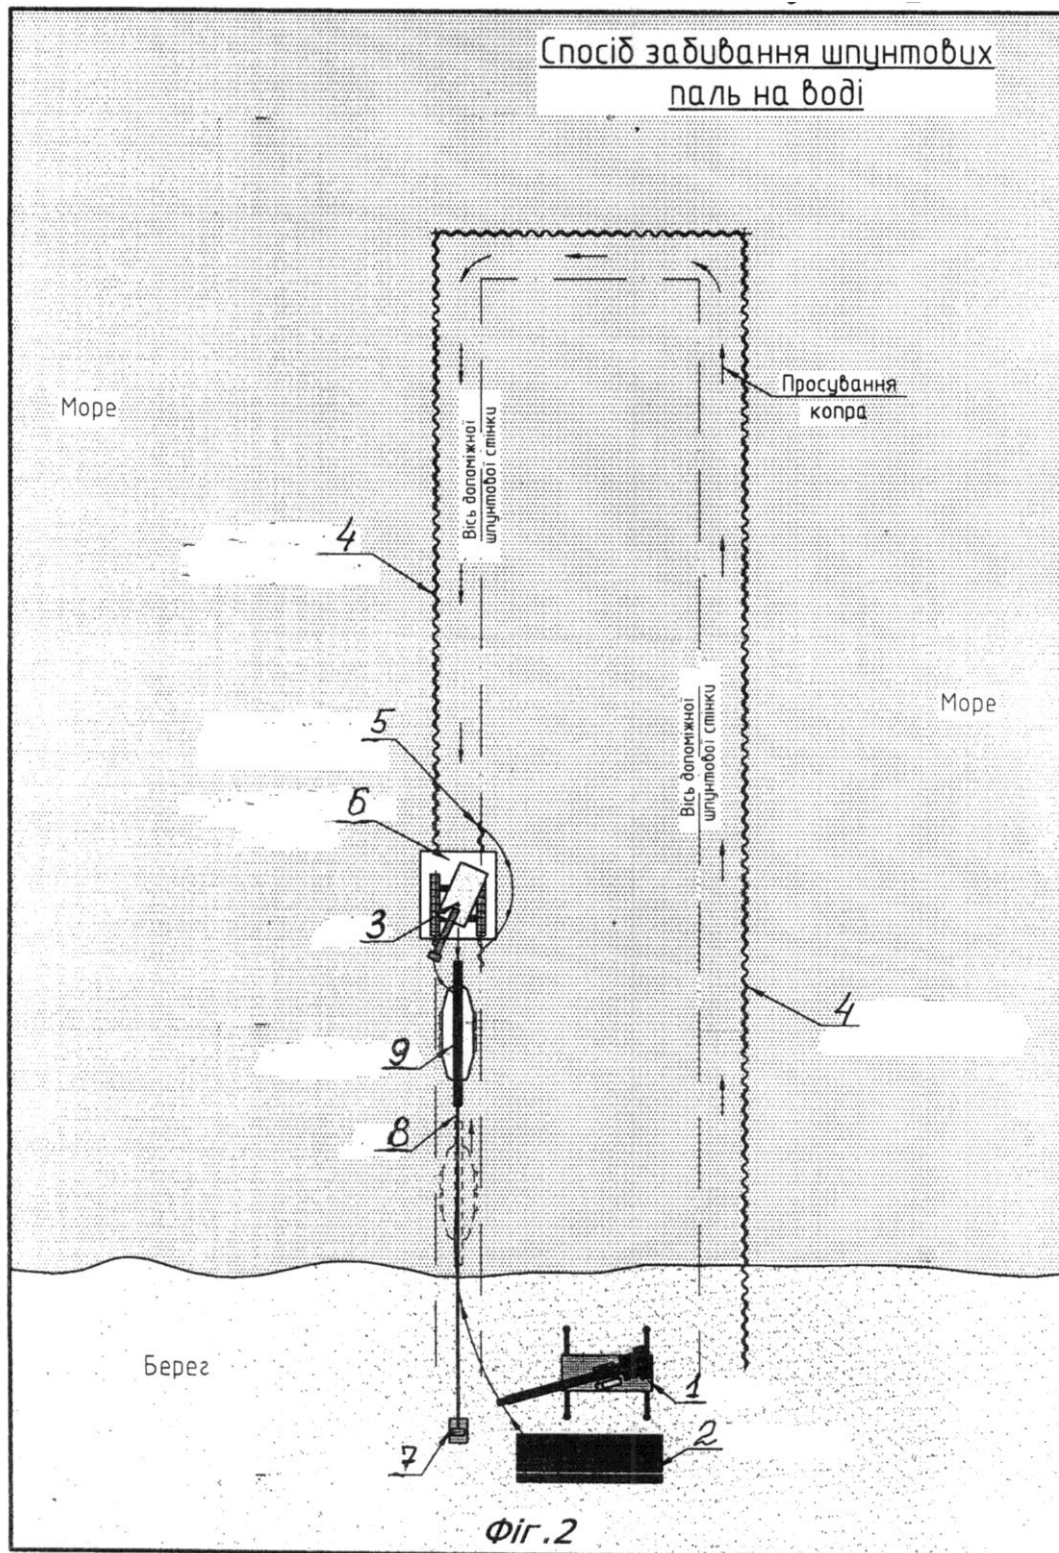 Спосіб забивання шпунтових
паль на воді
Просування
копра
Море
Вісь допоміжної
шпунтової стінки
4
Вісь допоміжної
шпунтової стінки
Море
5
6
3
4
9
8
Берег
1
7
2
Фіг.2